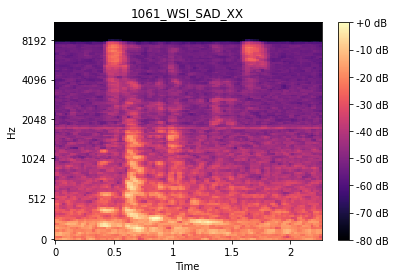 1061_WSI_SAD_XX
8192
4096
2048
1024
512
0
Hz
0
0.5
1
1.5
2
Time
+0 dB
-10 dB
-20 dB
-30 dB
-40 dB
-50 dB
-60 dB
-70 dB
-80 dB